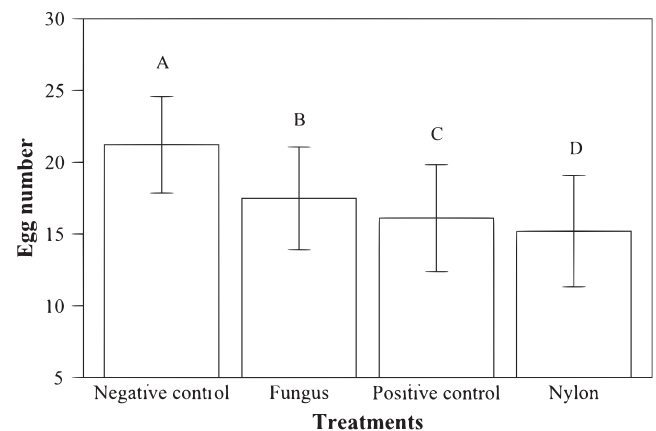 30
25
20
15
10
5
Egg number
A
B
C
D
Negative control
Fungus
Positive control
Nylon
Treatments